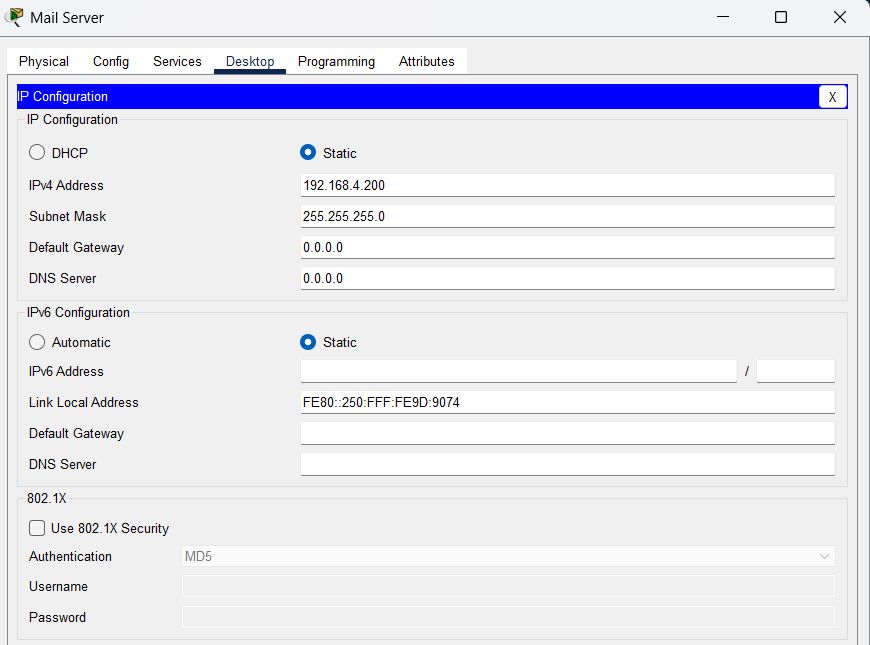 Mail Server
Physical Config Services Desktop Programming Attributes
IP Configuration X
IP Configuration
DHCP Static
IPv4 Address 192.168.4.200
Subnet Mask 255.255.255.0
Default Gateway 0.0.0.0
DNS Server 0.0.0.0
IPv6 Configuration
Automatic Static
IPv6 Address /
Link Local Address FE80::250:FFF:FE9D:9074
Default Gateway
DNS Server
802.1X
Use 802.1X Security
Authentication MD5
Username
Password